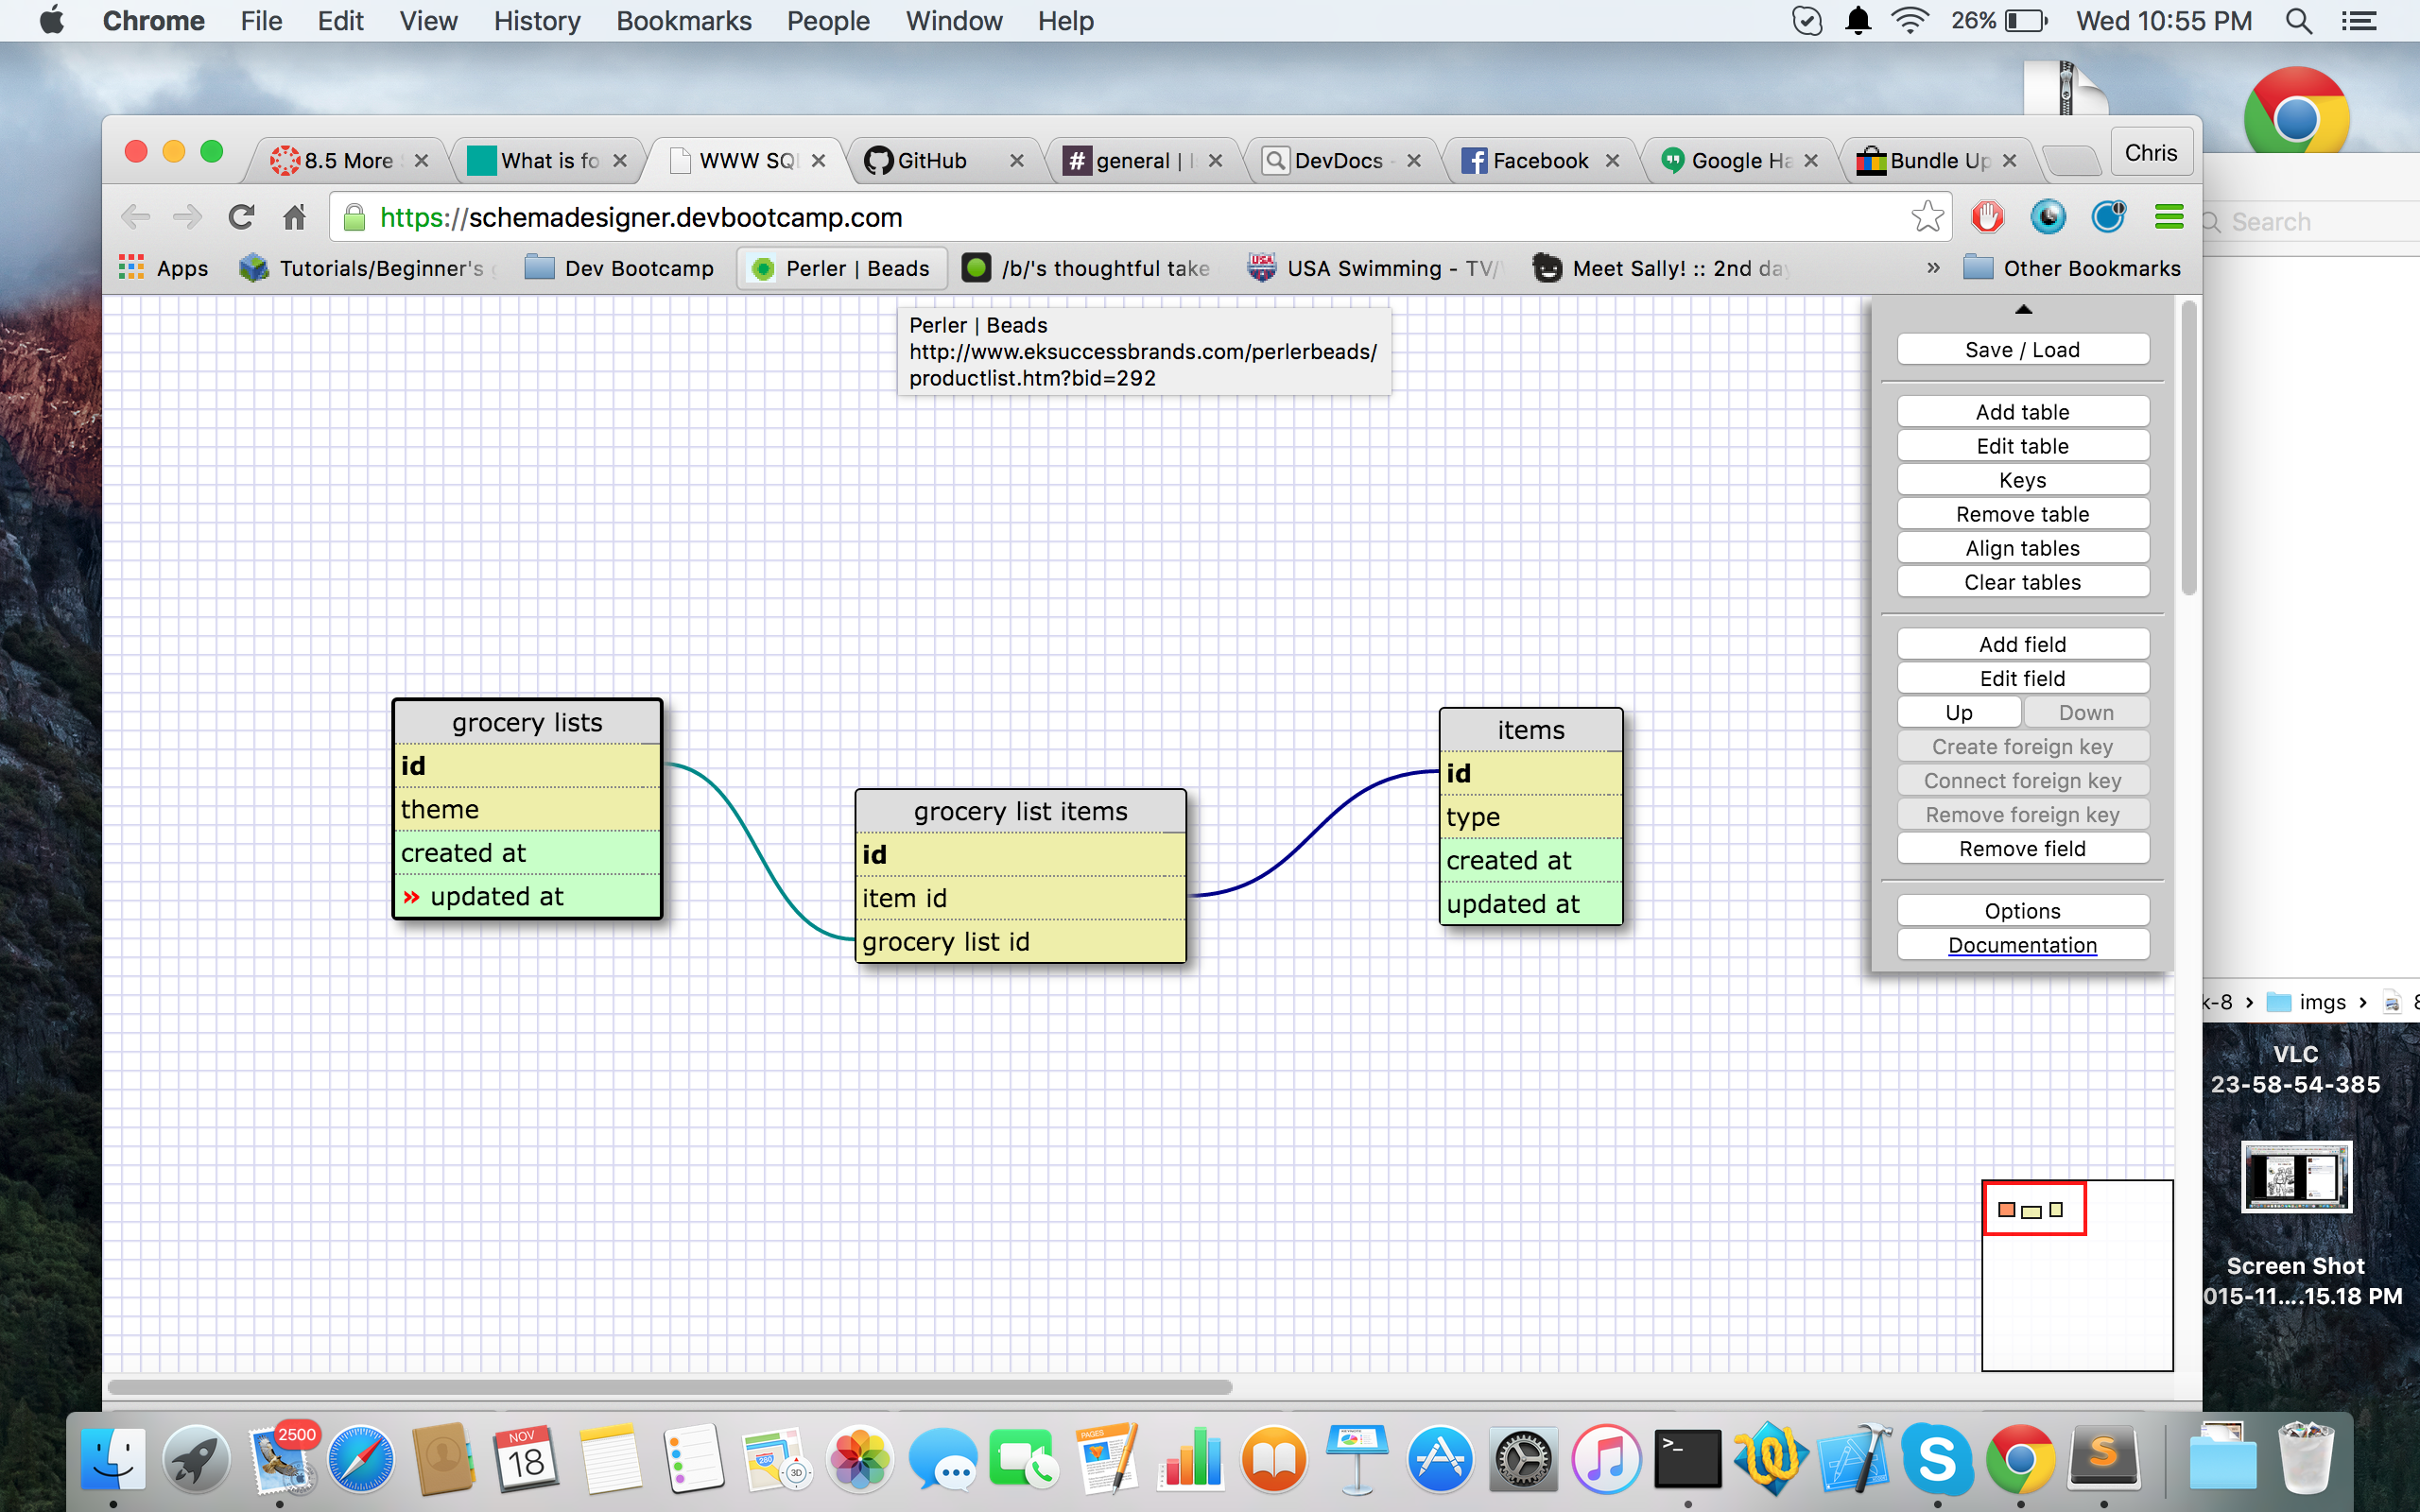 Chrome File Edit View History Bookmarks People Window Help 26% Wed 10:55 PM
8.5 More What is fo WWW SQL GitHub general | DevDocs - Facebook Google Ha Bundle Up Chris
https://schemadesigner.devbootcamp.com
Search
Apps Tutorials/Beginner's Dev Bootcamp Perler | Beads /b/'s thoughtful take USA Swimming - TV/ Meet Sally! :: 2nd day » Other Bookmarks
Perler | Beads
http://www.eksuccessbrands.com/perlerbeads/
productlist.htm?bid=292
Save / Load
Add table
Edit table
Keys
Remove table
Align tables
Clear tables
Add field
Edit field
Up Down
Create foreign key
Connect foreign key
Remove foreign key
Remove field
Options
Documentation
grocery lists
id
theme
created at
» updated at
grocery list items
id
item id
grocery list id
items
id
type
created at
updated at
k-8 › imgs › 8
VLC
23-58-54-385
Screen Shot
015-11....15.18 PM
2500
NOV
18
PAGES
280
3D
>_
S
S